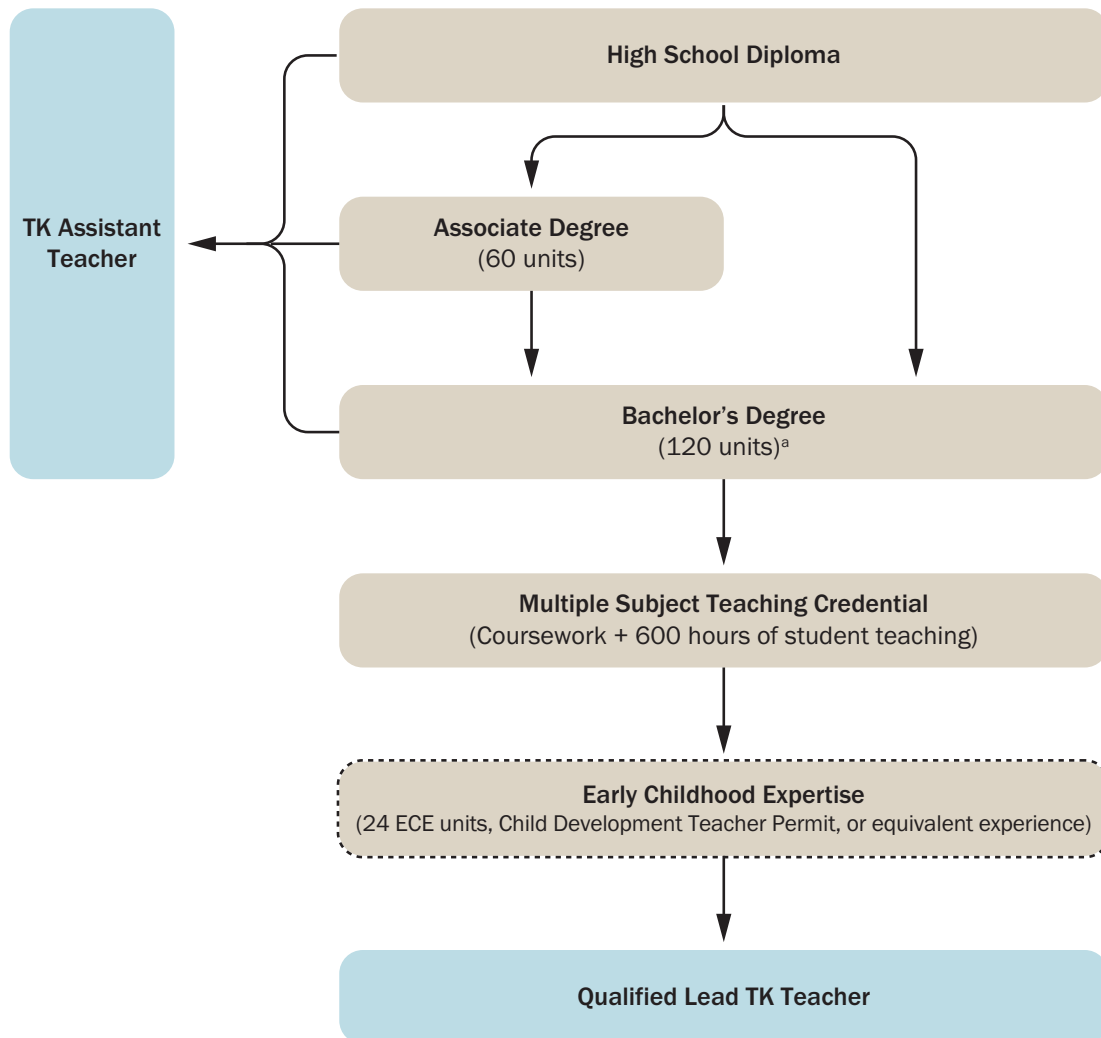 High School Diploma
TK Assistant
Teacher
Associate Degree
(60 units)
Bachelor’s Degree
(120 units)ᵃ
Multiple Subject Teaching Credential
(Coursework + 600 hours of student teaching)
Early Childhood Expertise
(24 ECE units, Child Development Teacher Permit, or equivalent experience)
Qualified Lead TK Teacher